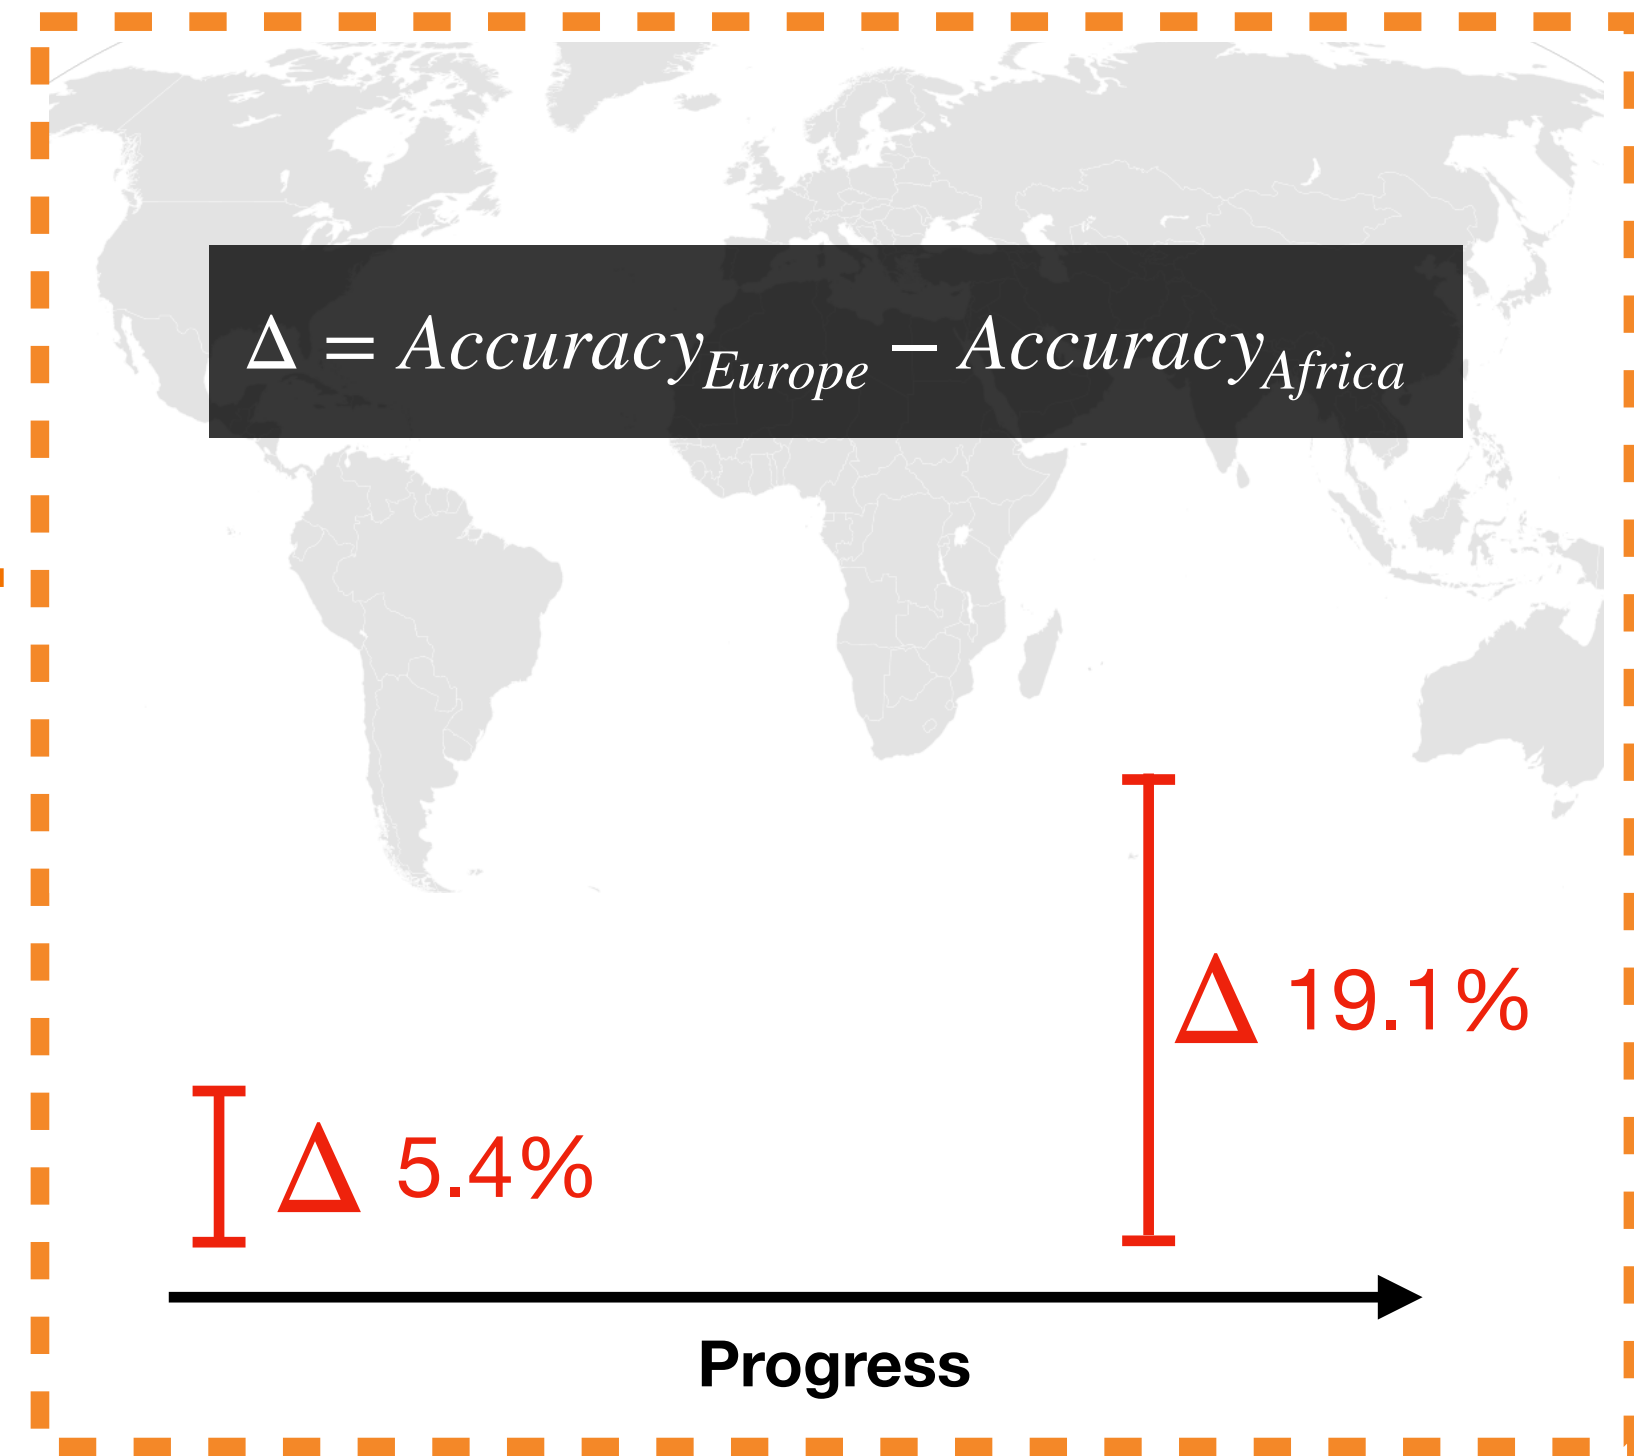 Δ = Accuracy_Europe − Accuracy_Africa
Δ 19.1%
Δ 5.4%
Progress